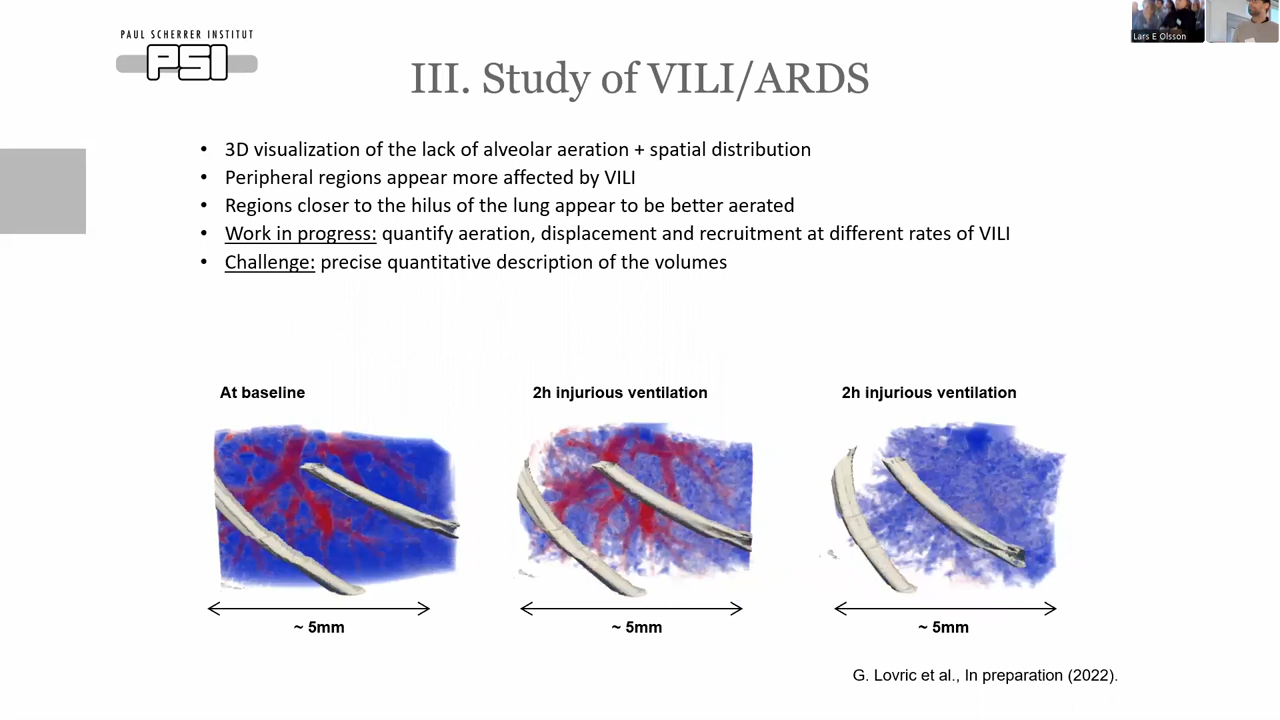 PAUL SCHERRER INSTITUT
PSI
Lars E Olsson
III. Study of VILI/ARDS
• 3D visualization of the lack of alveolar aeration + spatial distribution
• Peripheral regions appear more affected by VILI
• Regions closer to the hilus of the lung appear to be better aerated
• Work in progress: quantify aeration, displacement and recruitment at different rates of VILI
• Challenge: precise quantitative description of the volumes
At baseline
2h injurious ventilation
2h injurious ventilation
~ 5mm
~ 5mm
~ 5mm
G. Lovric et al., In preparation (2022).